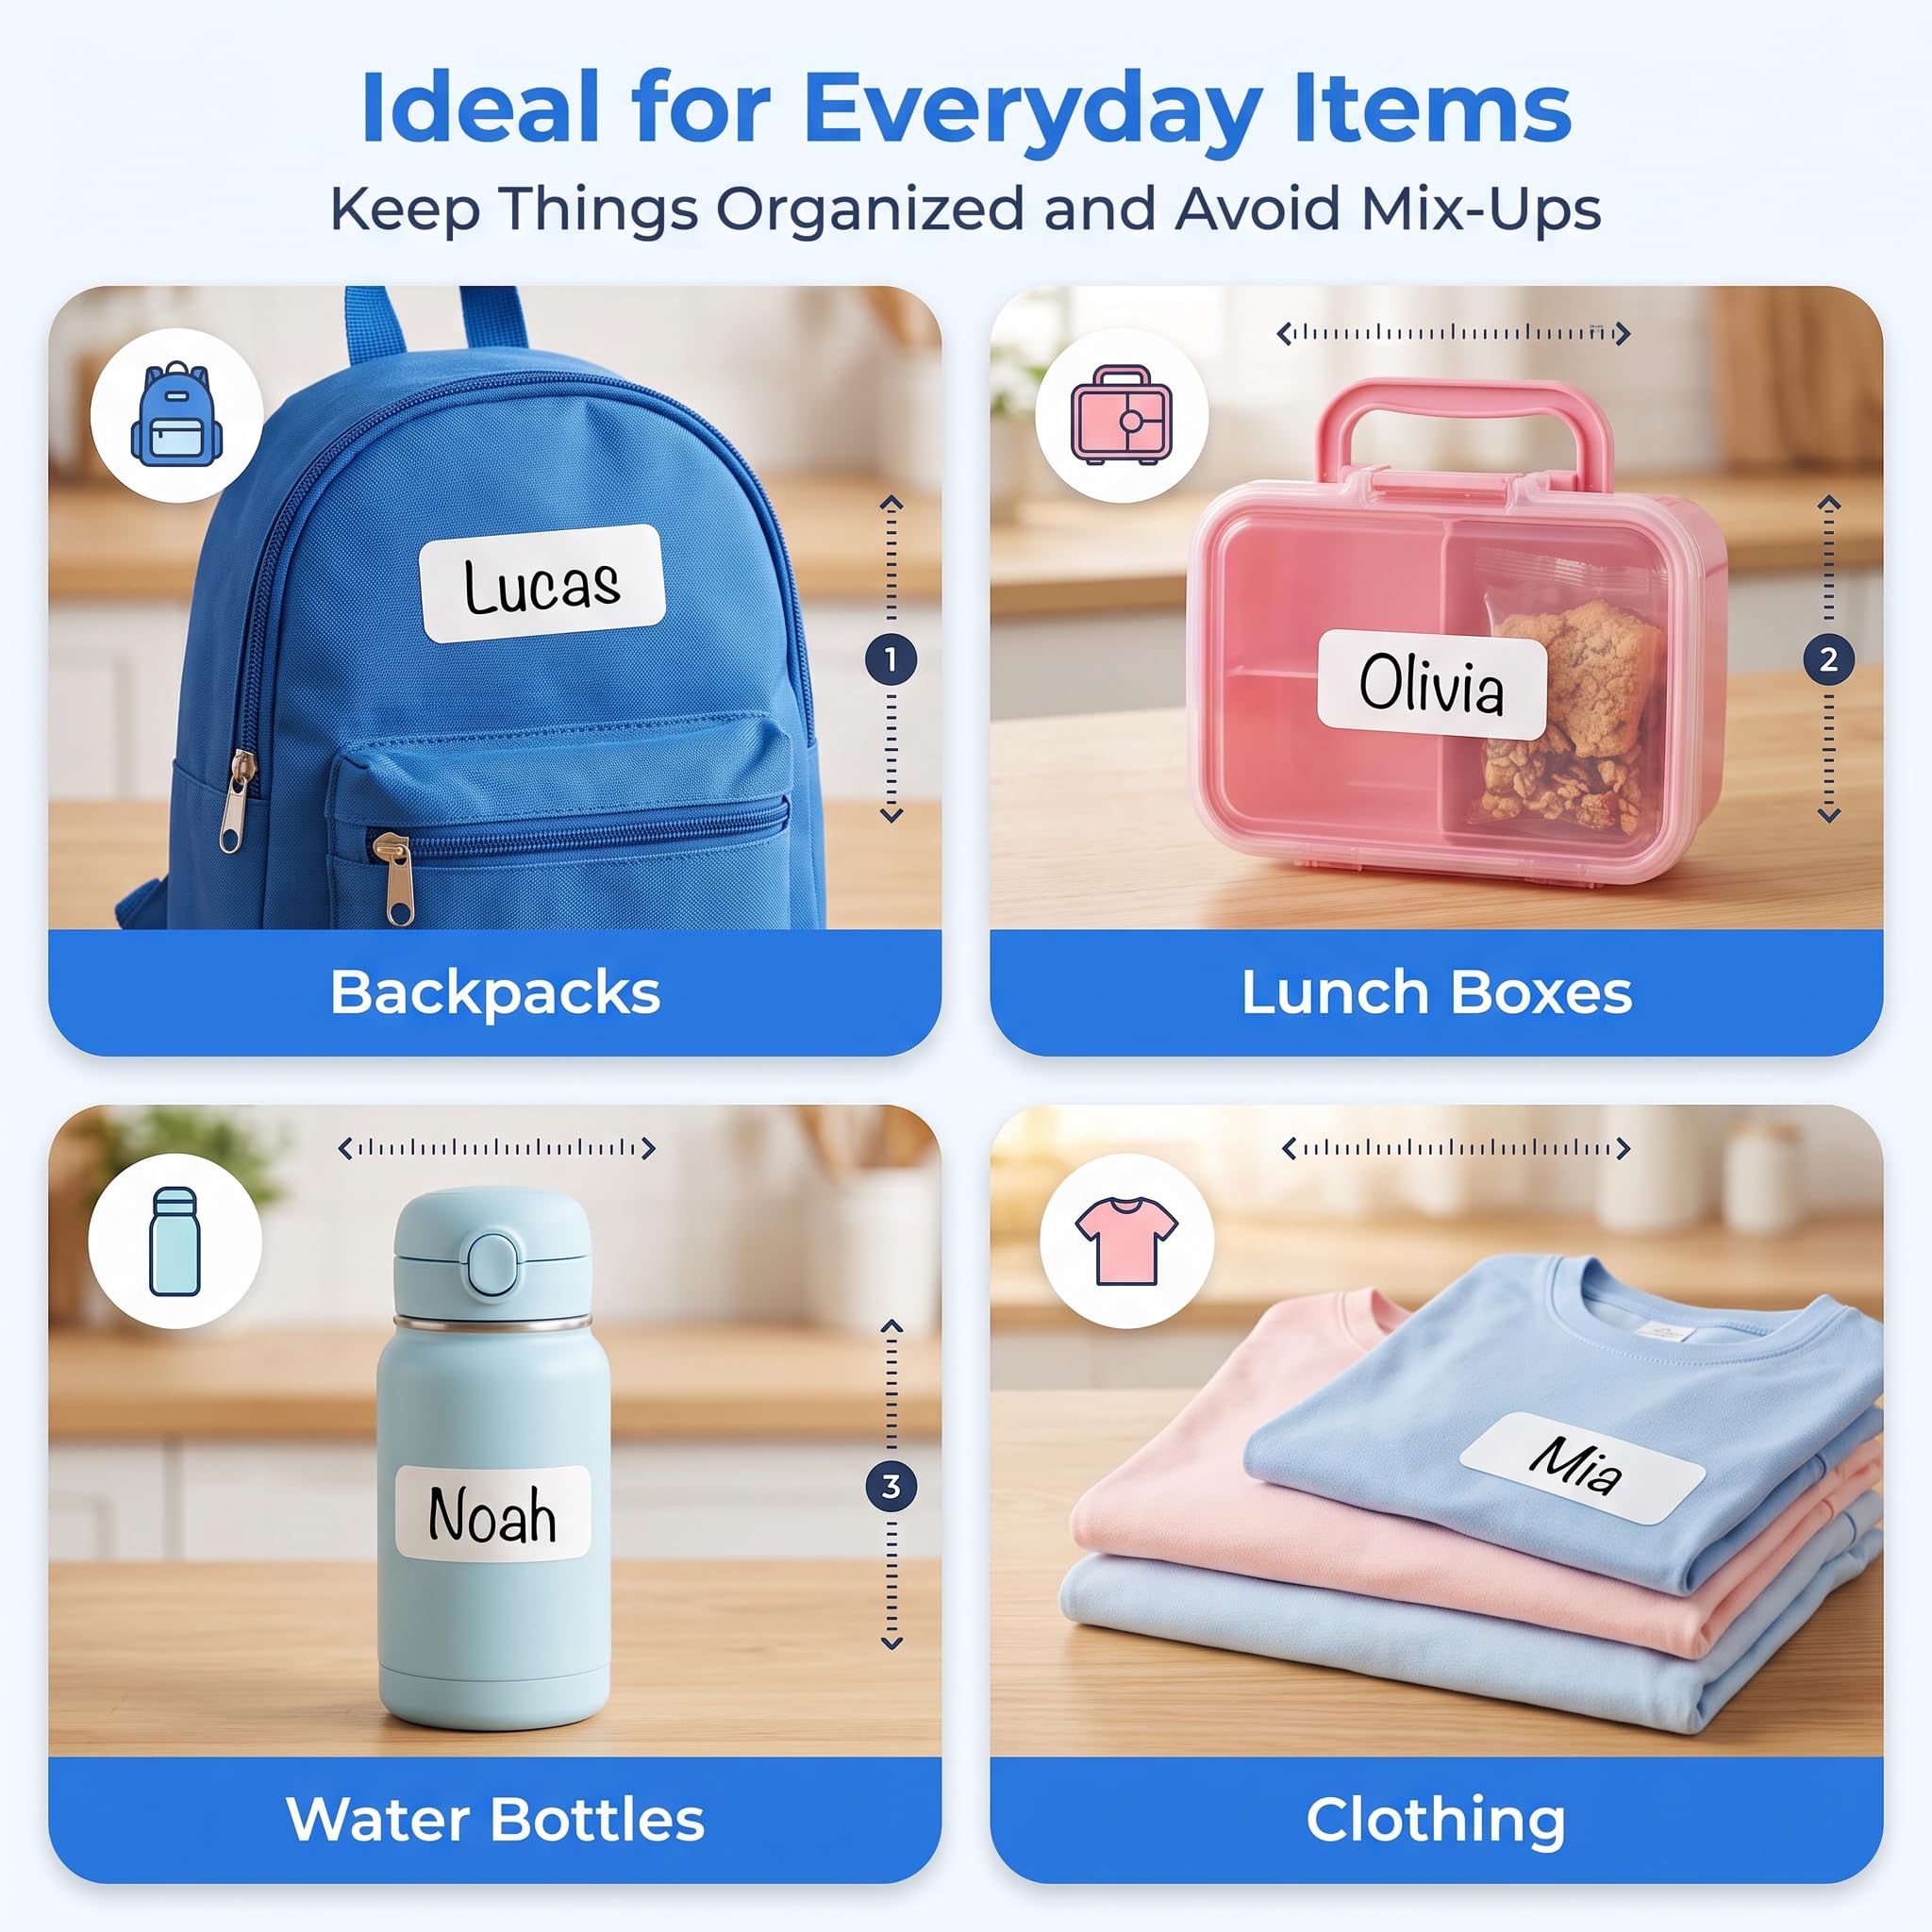 Ideal for Everyday Items
Keep Things Organized and Avoid Mix-Ups
Lucas
1
Backpacks
Olivia
2
Lunch Boxes
Noah
3
Water Bottles
Mia
Clothing